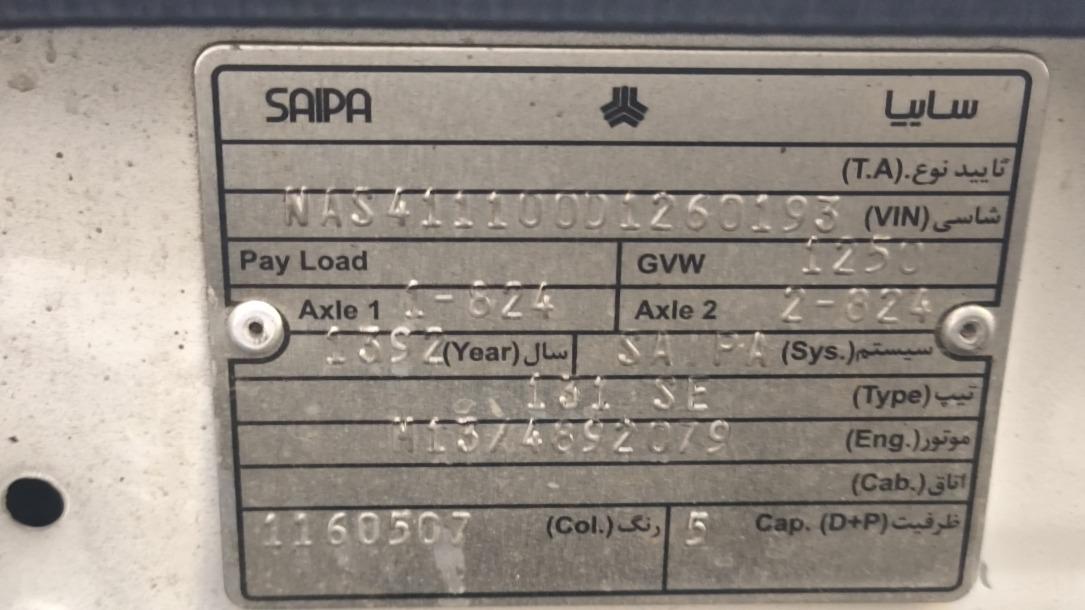 SAIPA سایپا
تایید نوع.(T.A)
NAS411100D1260193 شاسی(VIN)
Pay Load GVW 1250
Axle 1 1-824 Axle 2 2-824
1392 سال(Year) SAIPA سیستم(Sys.)
131 SE تیپ(Type)
M13/4892079 موتور(Eng.)
اتاق(Cab.)
1160507 رنگ(Col.) 5 ظرفیت Cap. (D+P)